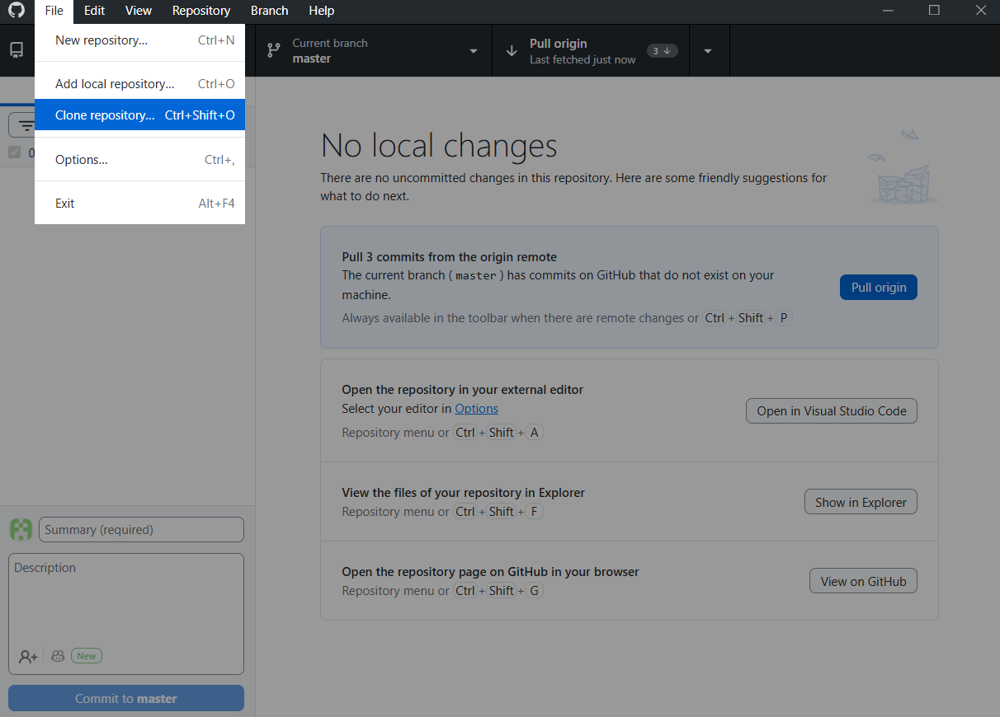 File Edit View Repository Branch Help
New repository... Ctrl+N
Add local repository... Ctrl+O
Clone repository... Ctrl+Shift+O
Options... Ctrl+,
Exit Alt+F4
Current branch
master
Pull origin
Last fetched just now
3
0
No local changes
There are no uncommitted changes in this repository. Here are some friendly suggestions for
what to do next.
Pull 3 commits from the origin remote
The current branch ( master ) has commits on GitHub that do not exist on your
machine.
Always available in the toolbar when there are remote changes or Ctrl + Shift + P
Pull origin
Open the repository in your external editor
Select your editor in Options
Repository menu or Ctrl + Shift + A
Open in Visual Studio Code
View the files of your repository in Explorer
Repository menu or Ctrl + Shift + F
Show in Explorer
Open the repository page on GitHub in your browser
Repository menu or Ctrl + Shift + G
View on GitHub
Summary (required)
Description
New
Commit to master